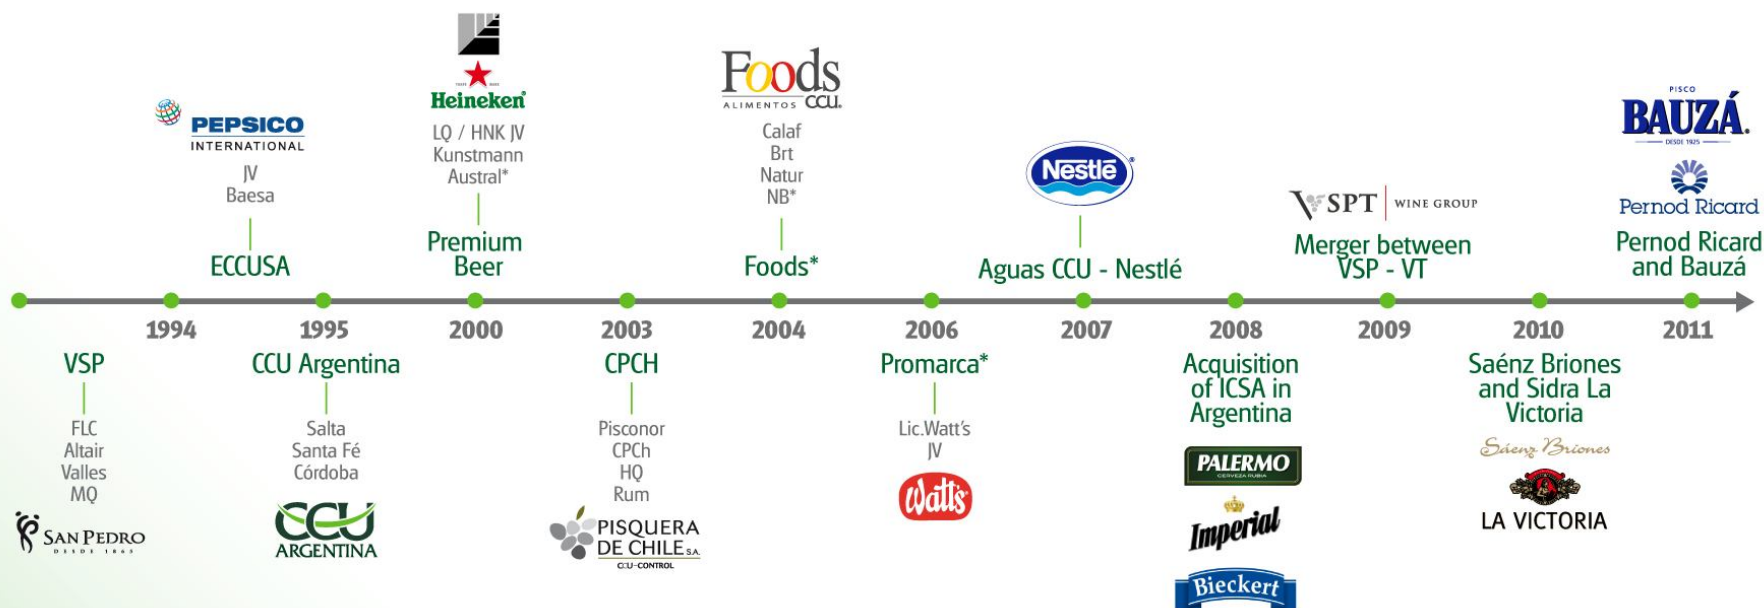 PEPSICO
INTERNATIONAL
JV
Baesa
ECCUSA
Heineken
LQ / HNK JV
Kunstmann
Austral*
Premium
Beer
Foods
ALIMENTOS CCU.
Calaf
Brt
Natur
NB*
Foods*
Nestlé
Aguas CCU - Nestlé
VSPT WINE GROUP
Merger between
VSP - VT
PISCO
BAUZÁ.
DESDE 1925
Pernod Ricard
Pernod Ricard
and Bauzá
1994
1995
2000
2003
2004
2006
2007
2008
2009
2010
2011
VSP
FLC
Altair
Valles
MQ
SAN PEDRO
DESDE 1865
CCU Argentina
Salta
Santa Fé
Córdoba
CCU
ARGENTINA
CPCH
Pisconor
CPCh
HQ
Rum
PISQUERA
DE CHILE S.A.
CCU-CONTROL
Promarca*
Lic.Watt's
JV
Watt's
Acquisition
of ICSA in
Argentina
PALERMO
CERVEZA RUBIA
Imperial
Bieckert
Saénz Briones
and Sidra La
Victoria
Sáenz Briones
LA VICTORIA